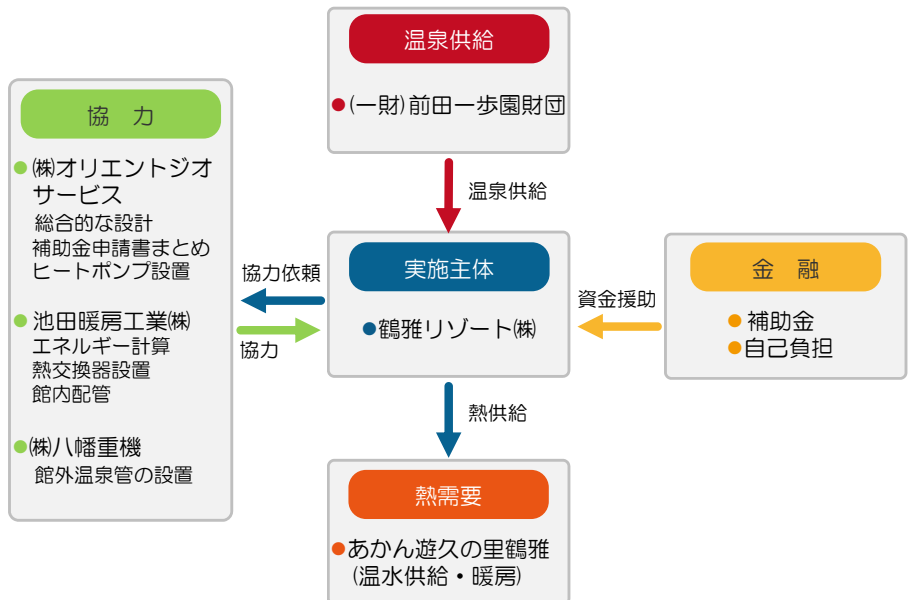 温泉供給
●(一財)前田一歩園財団
温泉供給
協　力
●㈱オリエントジオ
サービス
総合的な設計
補助金申請書まとめ
ヒートポンプ設置
●池田暖房工業㈱
エネルギー計算
熱交換器設置
館内配管
●㈱八幡重機
館外温泉管の設置
協力依頼
協力
実施主体
●鶴雅リゾート㈱
資金援助
金　融
●補助金
●自己負担
熱供給
熱需要
●あかん遊久の里鶴雅
(温水供給・暖房)